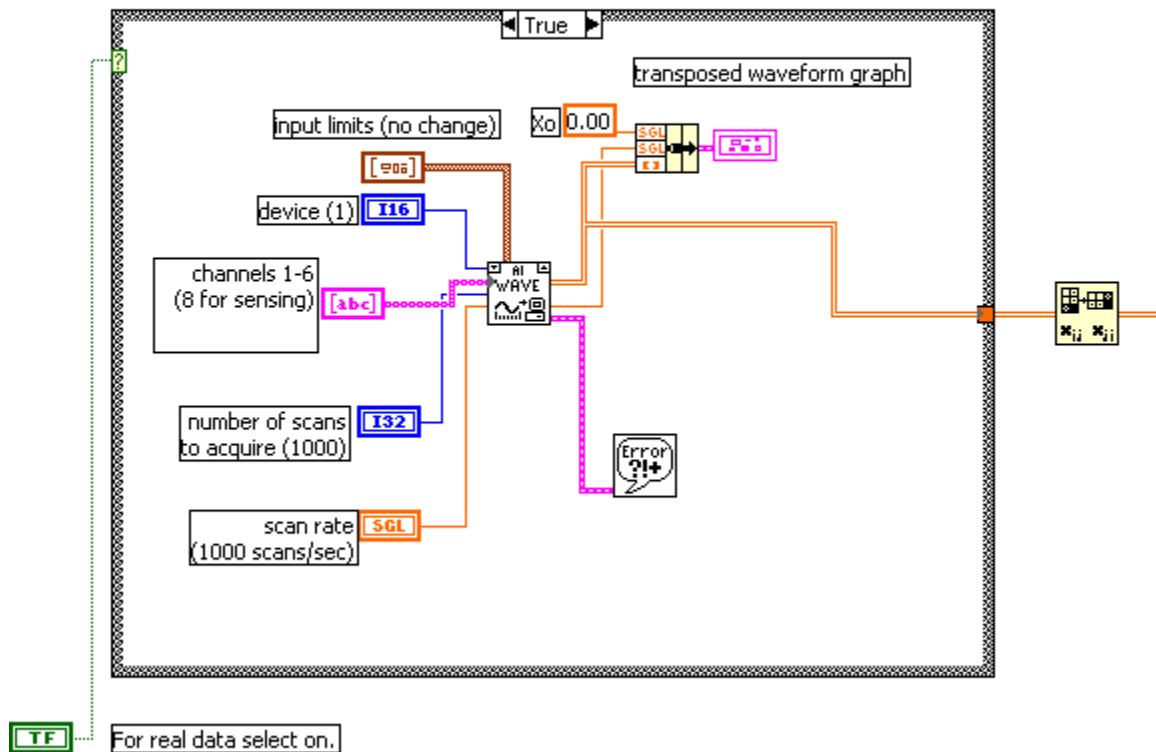 True
?
transposed waveform graph
Xo 0.00
input limits (no change)
SGL
SGL
device (1) I16
AI
WAVE
channels 1-6
(8 for sensing)
[abc]
number of scans
to acquire (1000)
I32
Error
?!+
scan rate
(1000 scans/sec)
SGL
TF
For real data select on.